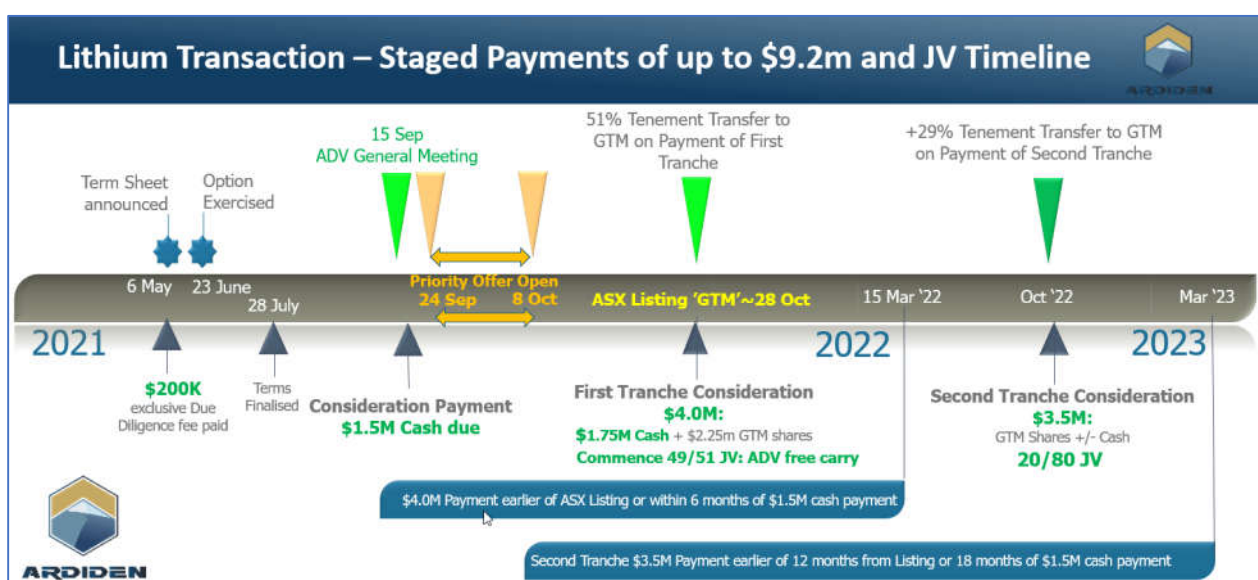 Lithium Transaction – Staged Payments of up to $9.2m and JV Timeline
ARDIDEN
15 Sep
ADV General Meeting
51% Tenement Transfer to
GTM on Payment of First
Tranche
+29% Tenement Transfer to GTM
on Payment of Second Tranche
Term Sheet
announced
Option
Exercised
6 May
23 June
28 July
Priority Offer Open
24 Sep
8 Oct
ASX Listing 'GTM'~28 Oct
15 Mar '22
Oct '22
Mar '23
2021
2022
2023
$200K
exclusive Due
Diligence fee paid
Terms
Finalised
Consideration Payment
$1.5M Cash due
First Tranche Consideration
$4.0M:
$1.75M Cash + $2.25m GTM shares
Commence 49/51 JV: ADV free carry
Second Tranche Consideration
$3.5M:
GTM Shares +/- Cash
20/80 JV
$4.0M Payment earlier of ASX Listing or within 6 months of $1.5M cash payment
Second Tranche $3.5M Payment earlier of 12 months from Listing or 18 months of $1.5M cash payment
ARDIDEN